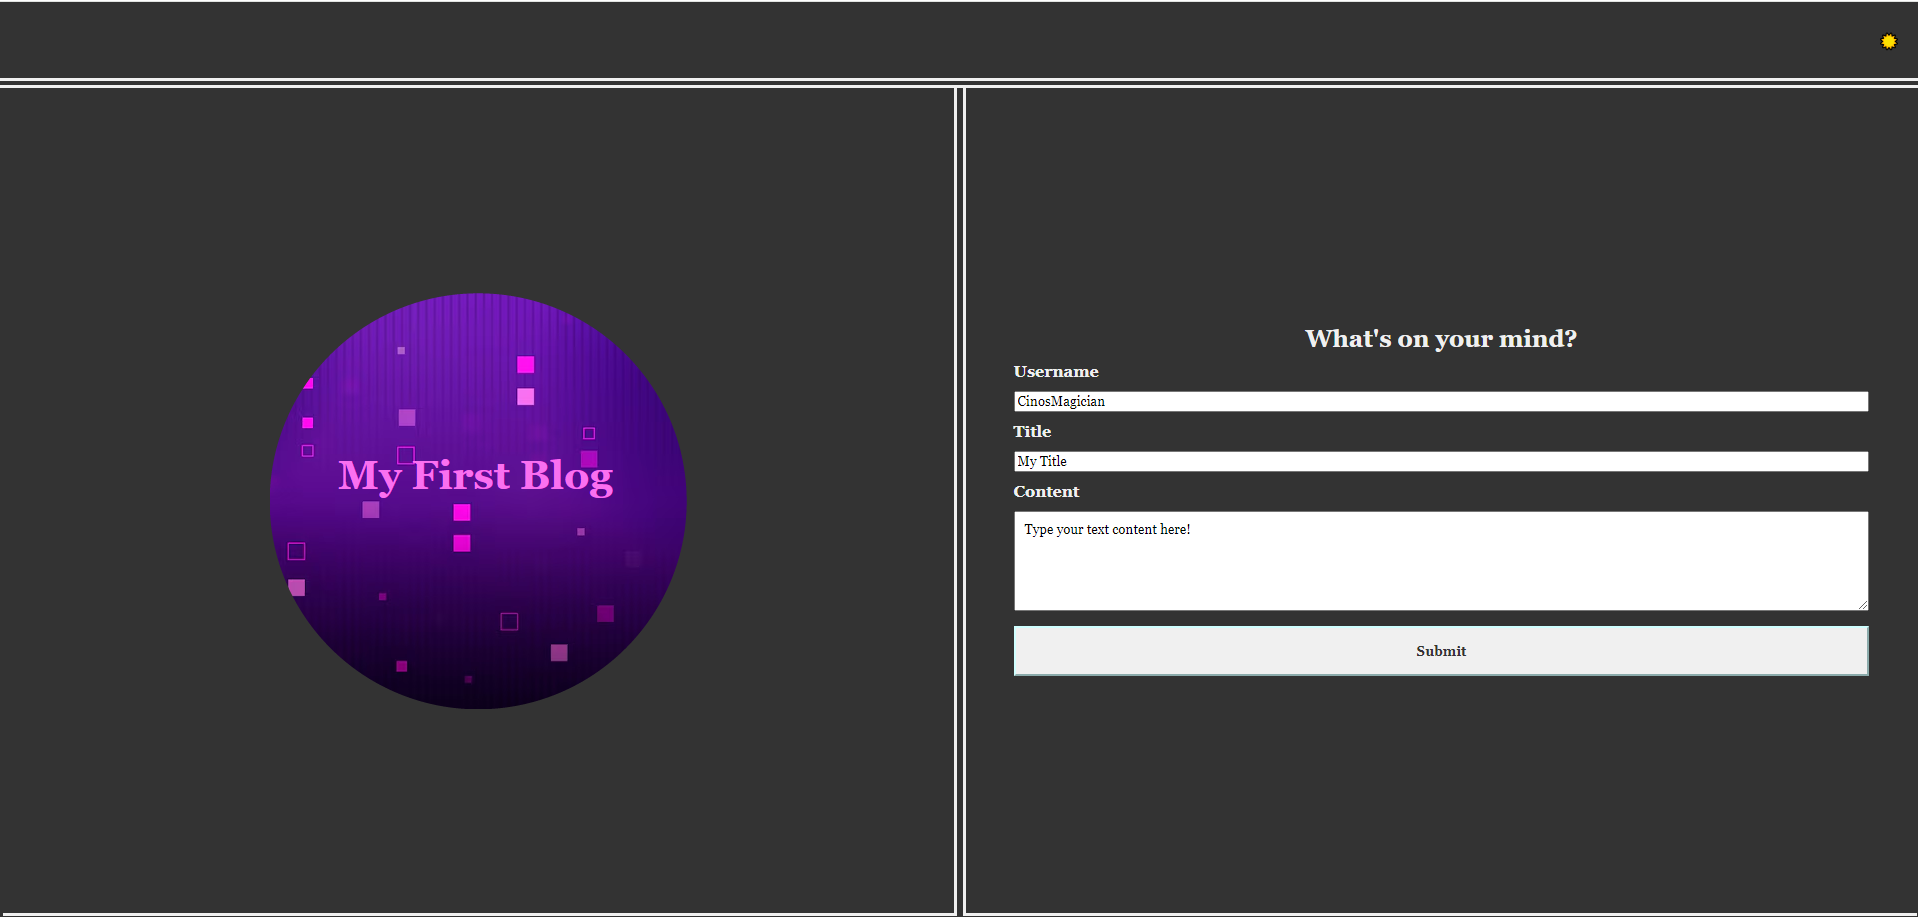 My First Blog
What's on your mind?
Username
CinosMagician
Title
My Title
Content
Type your text content here!
Submit